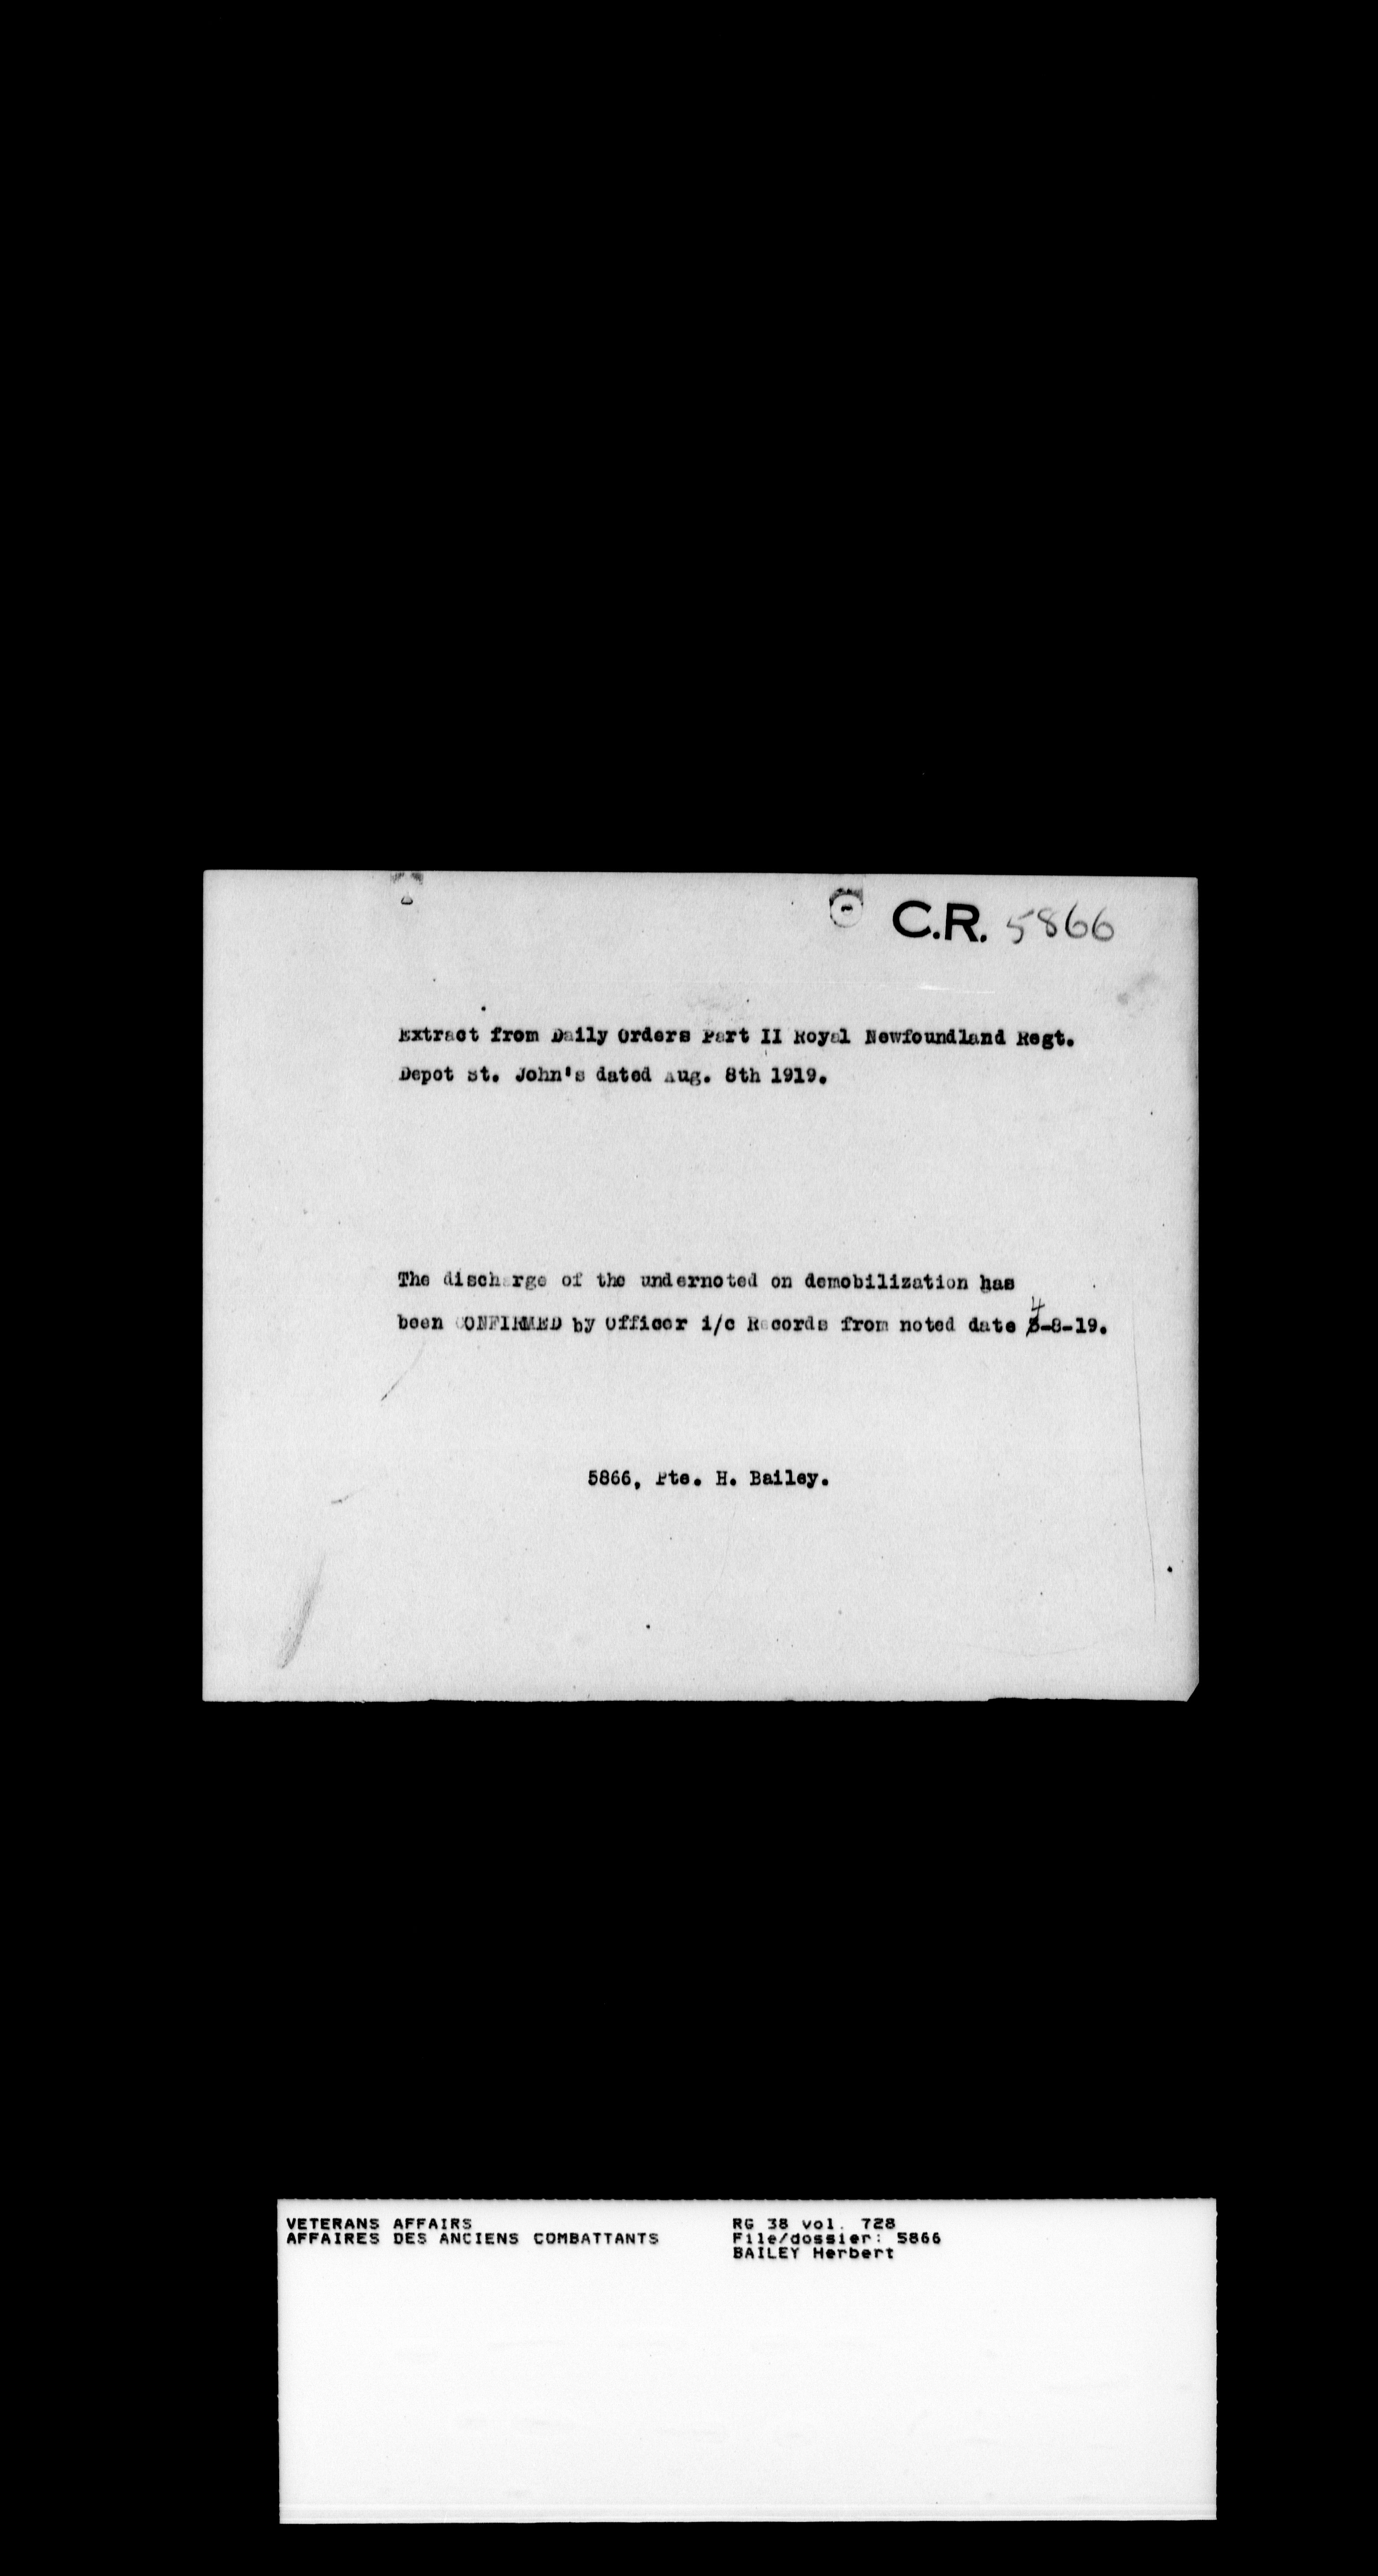 C.R. 5866
Extract from Daily Orders Part II Royal Newfoundland Regt.
Depot St. John's dated Aug. 8th 1919.
The discharge of the undernoted on demobilization has
4
been CONFIRMED by Officer i/c Records from noted date -8-19.
5866, Pte. H. Bailey.
VETERANS AFFAIRS
AFFAIRES DES ANCIENS COMBATTANTS
RG 38 vol. 728
File/dossier: 5866
BAILEY Herbert